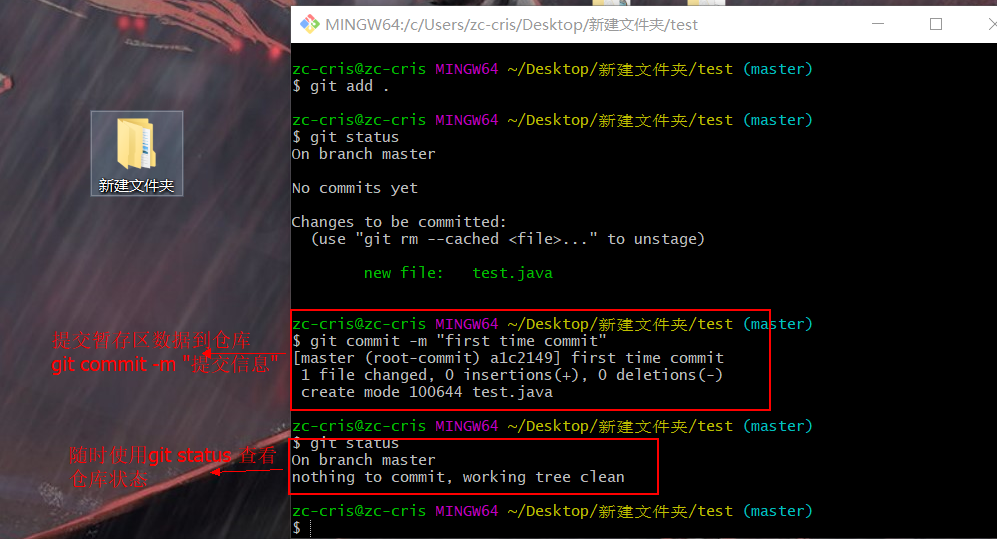 MINGW64:/c/Users/zc-cris/Desktop/新建文件夹/test
zc-cris@zc-cris MINGW64 ~/Desktop/新建文件夹/test (master)
$ git add .
zc-cris@zc-cris MINGW64 ~/Desktop/新建文件夹/test (master)
$ git status
On branch master
No commits yet
Changes to be committed:
  (use "git rm --cached <file>..." to unstage)
        new file:   test.java
zc-cris@zc-cris MINGW64 ~/Desktop/新建文件夹/test (master)
$ git commit -m "first time commit"
[master (root-commit) a1c2149] first time commit
 1 file changed, 0 insertions(+), 0 deletions(-)
 create mode 100644 test.java
zc-cris@zc-cris MINGW64 ~/Desktop/新建文件夹/test (master)
$ git status
On branch master
nothing to commit, working tree clean
zc-cris@zc-cris MINGW64 ~/Desktop/新建文件夹/test (master)
$
新建文件夹
提交暂存区数据到仓库
git commit -m "提交信息"
随时使用git status 查看
仓库状态